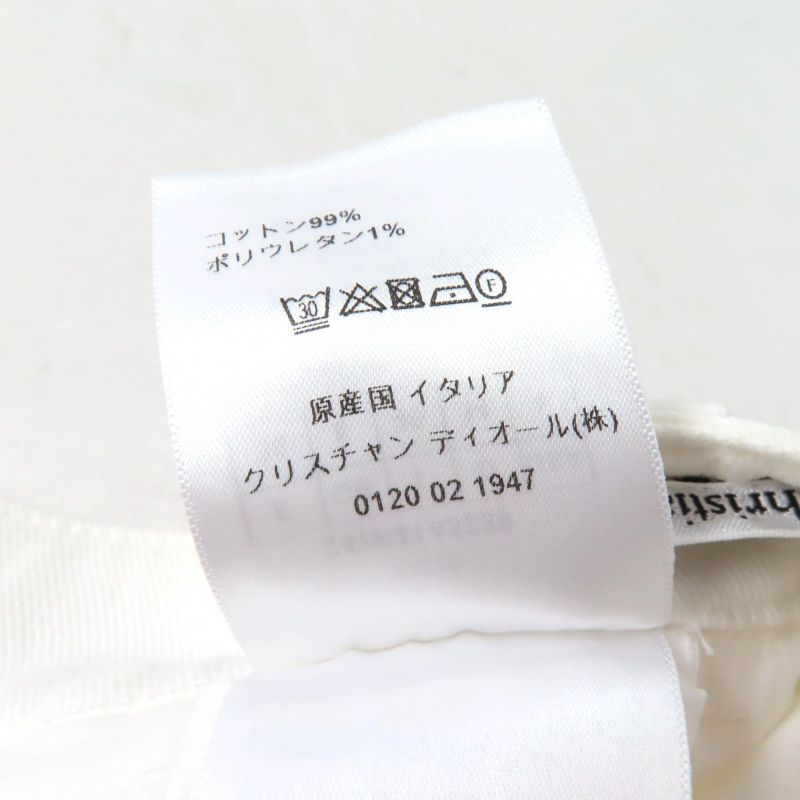 コットン99%
ポリウレタン1%
30 F
原産国 イタリア
クリスチャン ディオール(株)
0120 02 1947